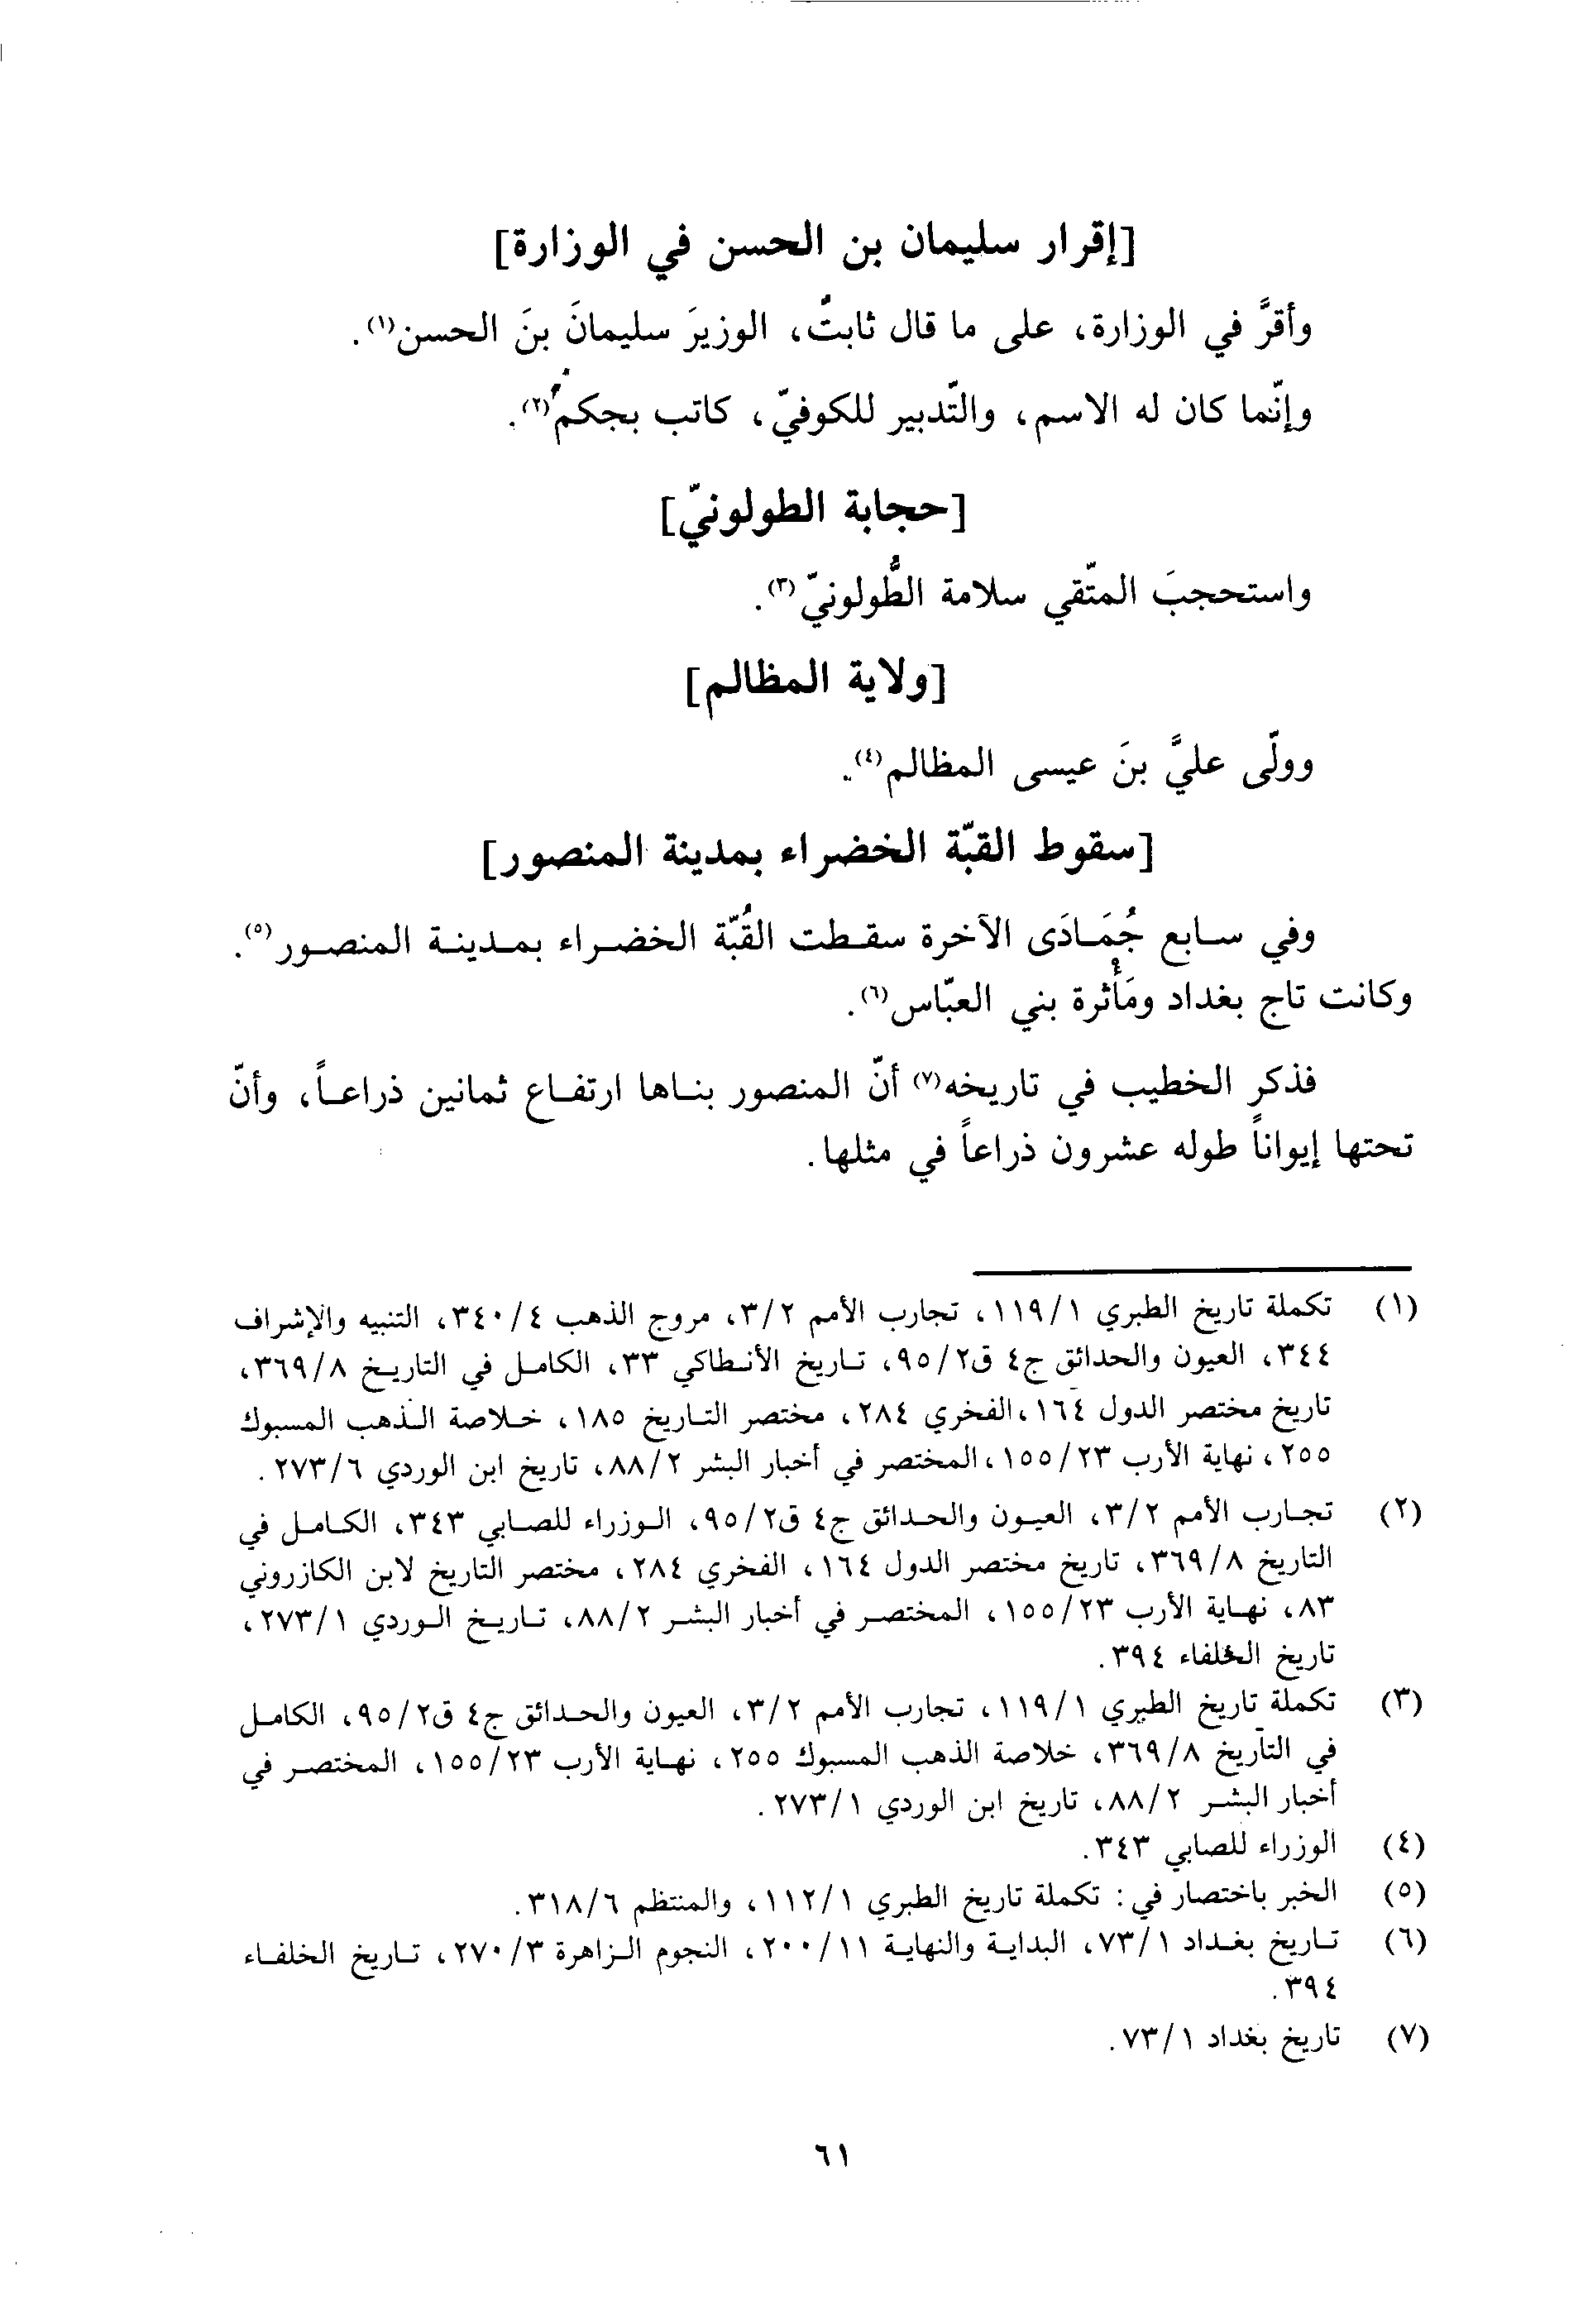 [إقرار سليمان بن الحسن في الوزارة]
وأقرَّ في الوزارة، على ما قال ثابتٌ، الوزيرَ سليمانَ بنَ الحسن(١).
وإنّما كان له الاسم، والتّدبير للكوفيّ، كاتب بجكم(٢).
[حجابة الطولونيّ]
واستحجبَ المتّقي سلامة الطُّولونيّ(٣).
[ولاية المظالم]
وولّى عليَّ بنَ عيسى المظالم(٤).
[سقوط القبّة الخضراء بمدينة المنصور]
وفي سابع جُمَادَى الآخرة سقطت القُبّة الخضراء بمدينة المنصور(٥).
وكانت تاج بغداد ومَأْثرة بني العبّاس(٦).
فذكر الخطيب في تاريخه(٧) أنّ المنصور بناها ارتفاع ثمانين ذراعاً، وأنّ
تحتها إيواناً طوله عشرون ذراعاً في مثلها.
(١) تكملة تاريخ الطبري ١/١١٩، تجارب الأمم ٣/٢، مروج الذهب ٣٤٠/٤، التنبيه والإشراف
٣٤٤، العيون والحدائق ج٤ ق٩٥/٢، تاريخ الأنطاكي ٣٣، الكامل في التاريخ ٣٦٩/٨،
تاريخ مختصر الدول ١٦٤، الفخري ٢٨٤، مختصر التاريخ ١٨٥، خلاصة الذهب المسبوك
٢٥٥، نهاية الأرب ١٥٥/٢٣، المختصر في أخبار البشر ٨٨/٢، تاريخ ابن الوردي ٢٧٣/٦.
(٢) تجارب الأمم ٣/٢، العيون والحدائق ج٤ ق٩٥/٢، الوزراء للصابي ٣٤٣، الكامل في
التاريخ ٣٦٩/٨، تاريخ مختصر الدول ١٦٤، الفخري ٢٨٤، مختصر التاريخ لابن الكازروني
٨٣، نهاية الأرب ١٥٥/٢٣، المختصر في أخبار البشر ٨٨/٢، تاريخ الوردي ٢٧٣/١،
تاريخ الخلفاء ٣٩٤.
(٣) تكملة تاريخ الطبري ١١٩/١، تجارب الأمم ٣/٢، العيون والحدائق ج٤ ق٩٥/٢، الكامل
في التاريخ ٣٦٩/٨، خلاصة الذهب المسبوك ٢٥٥، نهاية الأرب ١٥٥/٢٣، المختصر في
أخبار البشر ٨٨/٢، تاريخ ابن الوردي ٢٧٣/١.
(٤) الوزراء للصابي ٣٤٣.
(٥) الخبر باختصار في: تكملة تاريخ الطبري ١١٢/١، والمنتظم ٣١٨/٦.
(٦) تاريخ بغداد ٧٣/١، البداية والنهاية ٢٠٠/١١، النجوم الزاهرة ٢٧٠/٣، تاريخ الخلفاء
٣٩٤.
(٧) تاريخ بغداد ٧٣/١.
٦١